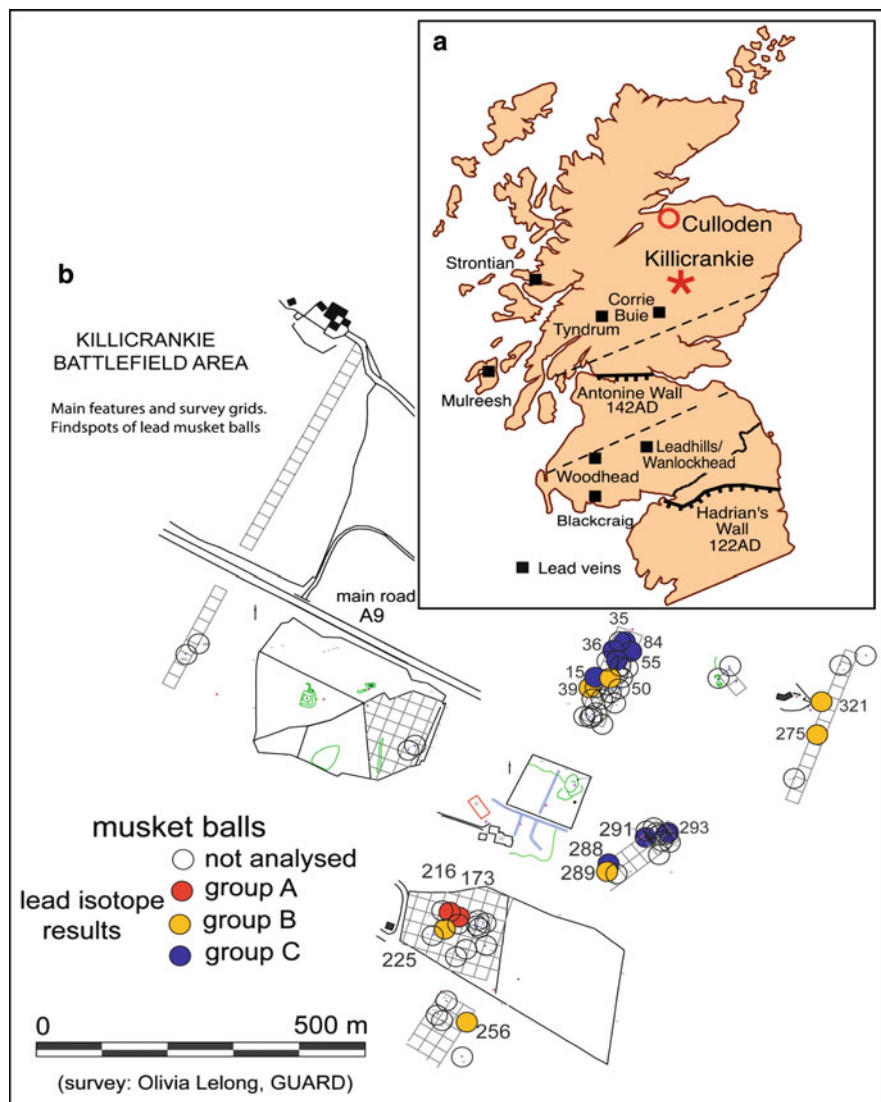 a
Culloden
Killicrankie
Strontian
Corrie
Buie
Tyndrum
Mulreesh
Antonine Wall
142AD
Leadhills/
Wanlockhead
Woodhead
Blackcraig
Hadrian's
Wall
122AD
Lead veins
b
KILLICRANKIE
BATTLEFIELD AREA
Main features and survey grids.
Findspots of lead musket balls
main road
A9
35
36
84
55
15
39
50
321
275
291
293
288
289
216
173
225
256
musket balls
not analysed
lead isotope
results
group A
group B
group C
0
500 m
(survey: Olivia Lelong, GUARD)